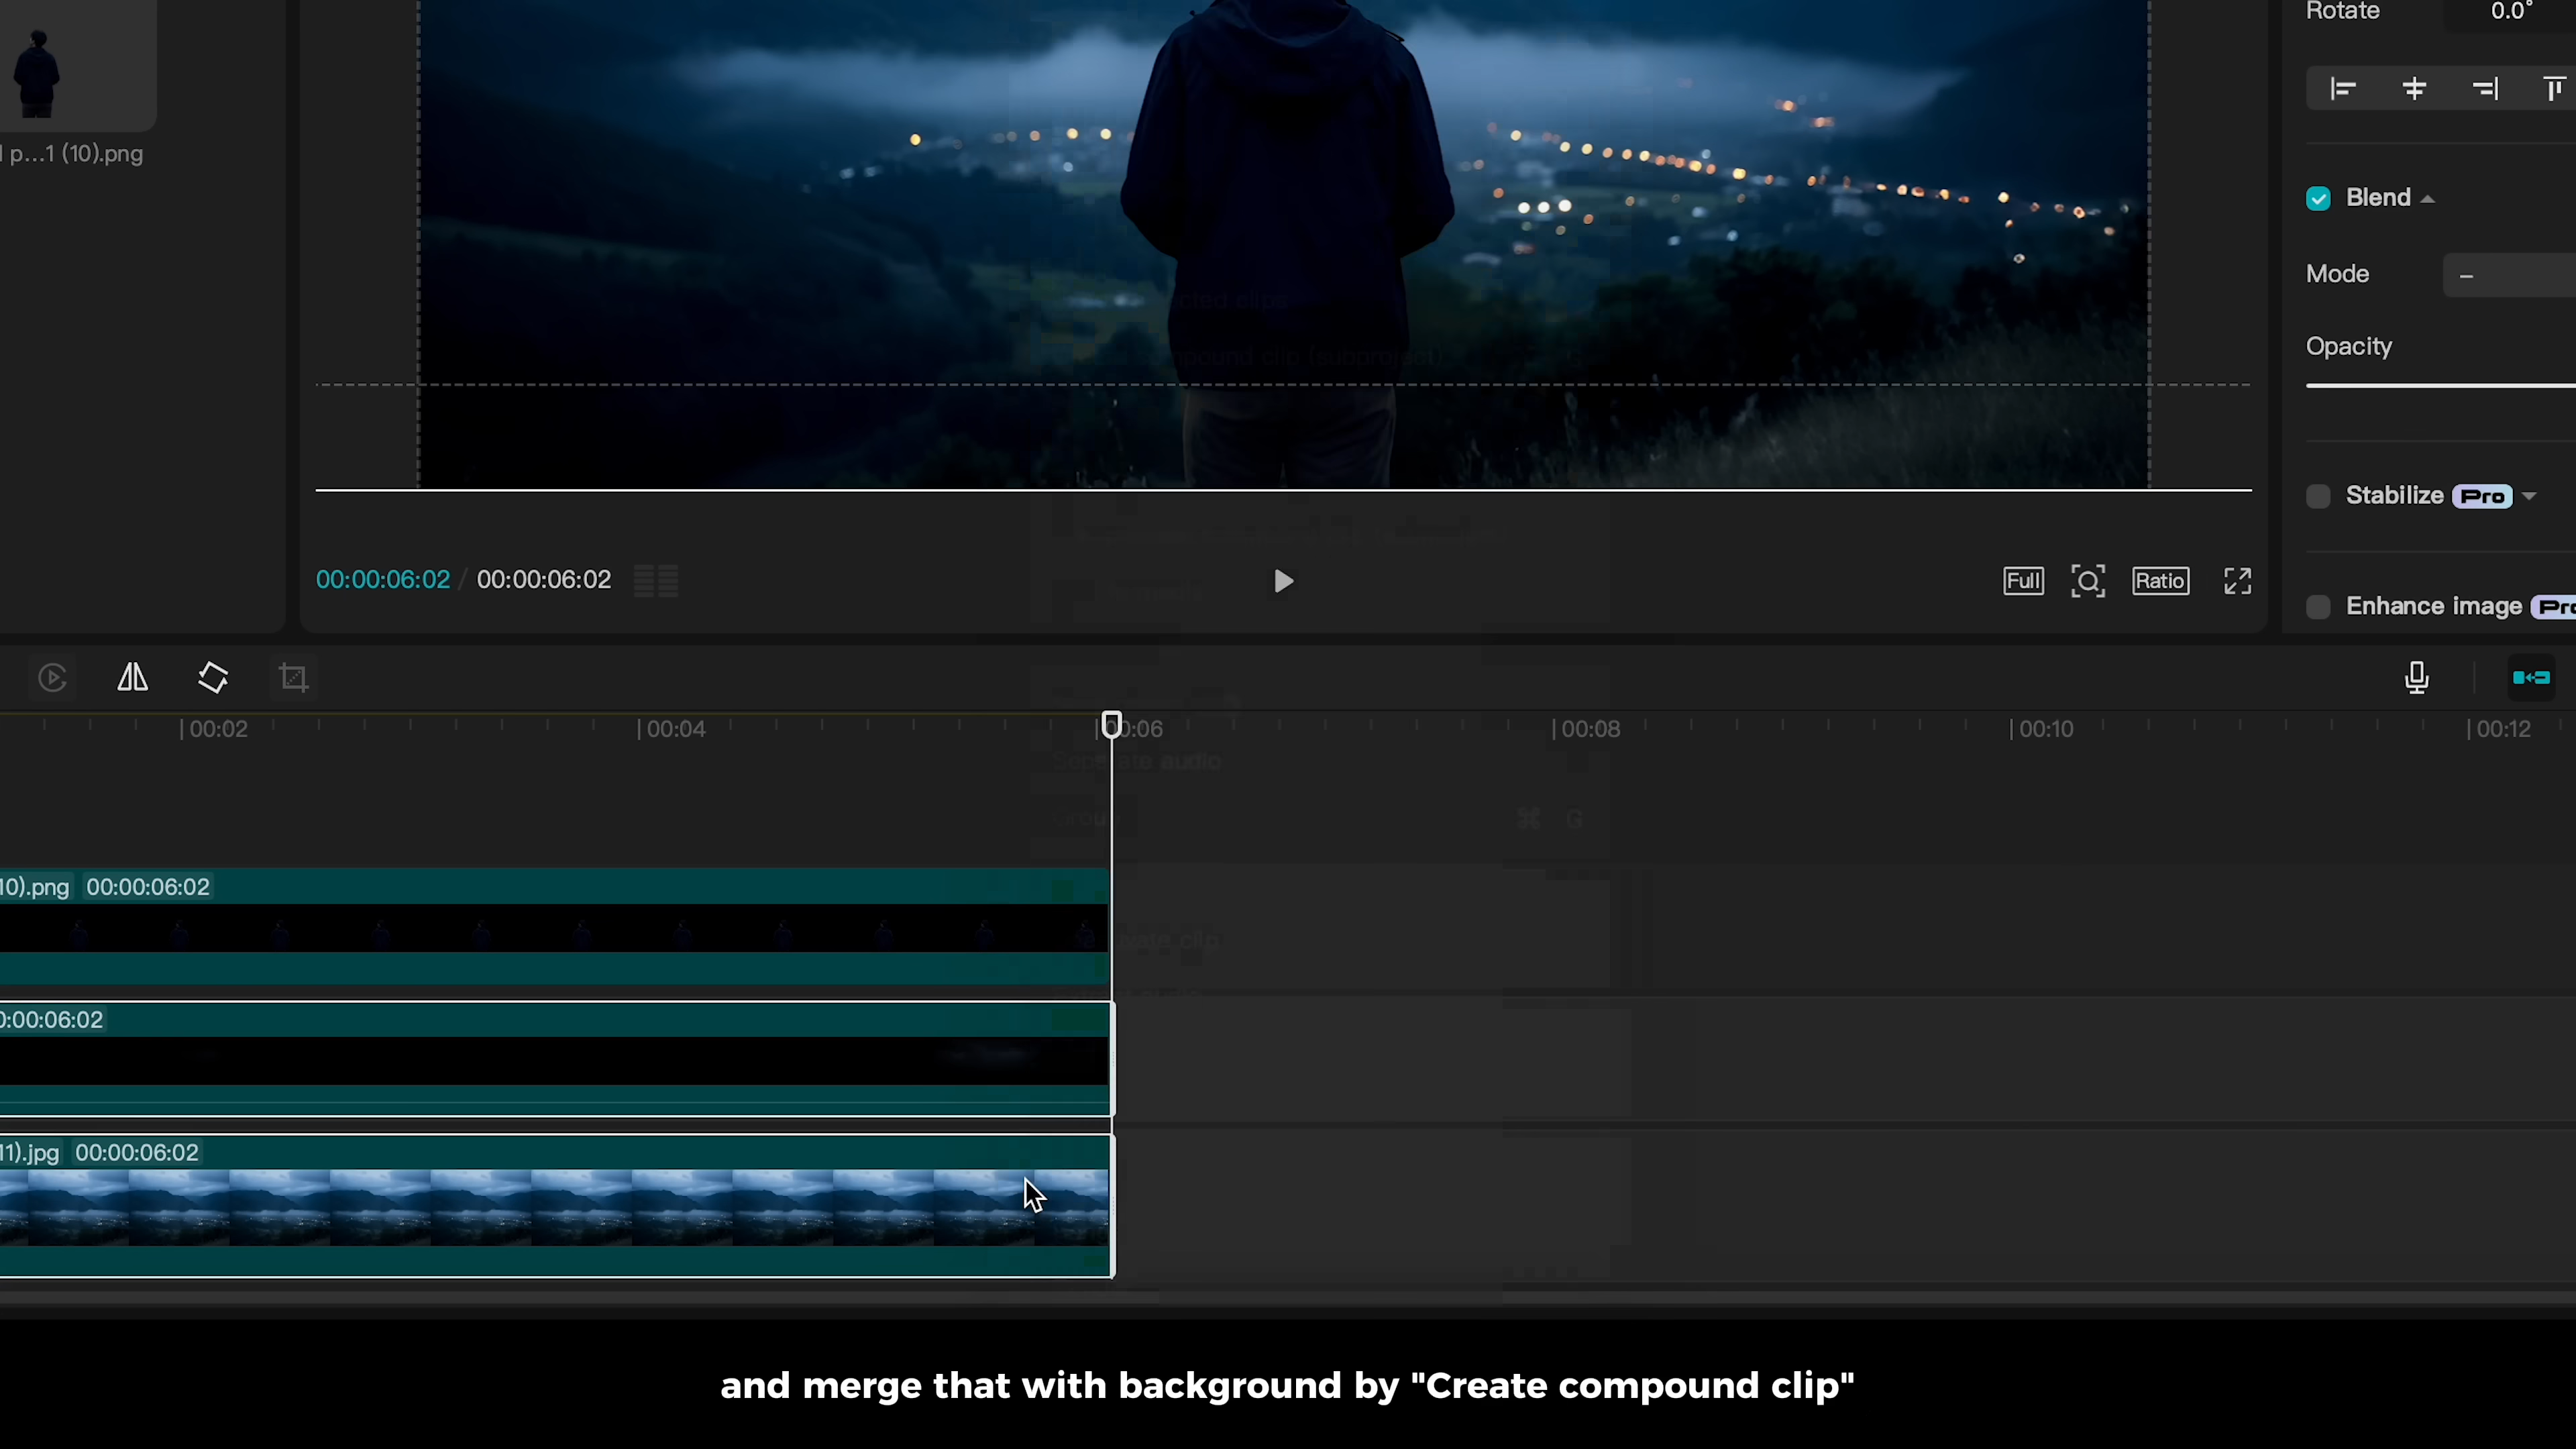 Rotate
0.0°
p...1 (10).png
Blend
Mode
–
Opacity
Stabilize Pro
00:00:06:02 / 00:00:06:02
Full
Ratio
Enhance image
00:02
00:04
00:06
00:08
00:10
00:12
audio
⌘ G
10).png 00:00:06:02
clip
0:00:06:02
11).jpg 00:00:06:02
and merge that with background by "Create compound clip"